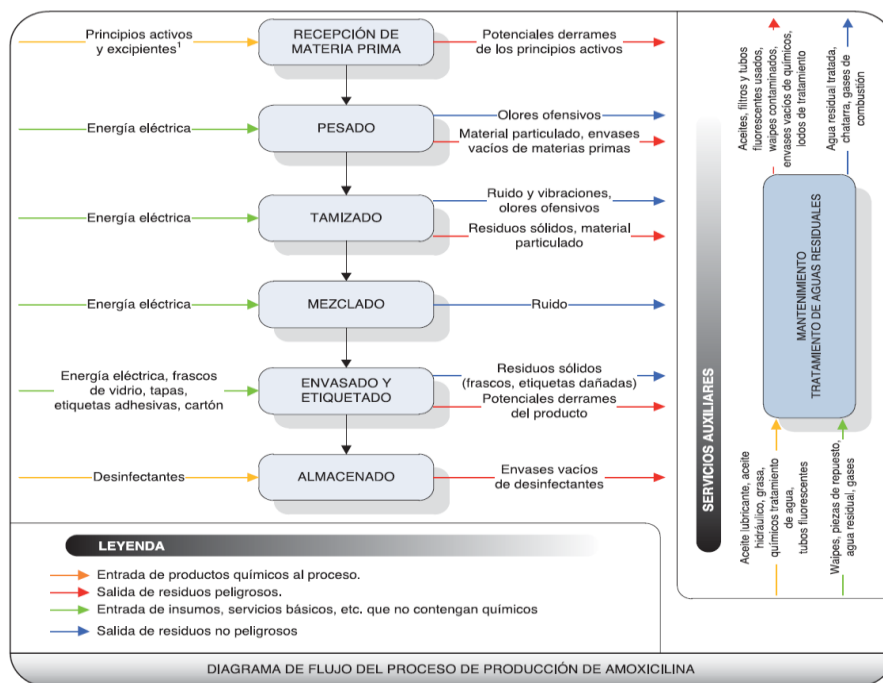 Principios activos
y excipientes¹
RECEPCIÓN DE
MATERIA PRIMA
Potenciales derrames
de los principios activos
Energía eléctrica
PESADO
Olores ofensivos
Material particulado, envases
vacíos de materias primas
Energía eléctrica
TAMIZADO
Ruido y vibraciones,
olores ofensivos
Residuos sólidos, material
particulado
Energía eléctrica
MEZCLADO
Ruido
Energía eléctrica, frascos
de vidrio, tapas,
etiquetas adhesivas, cartón
ENVASADO Y
ETIQUETADO
Residuos sólidos
(frascos, etiquetas dañadas)
Potenciales derrames
del producto
Desinfectantes
ALMACENADO
Envases vacíos
de desinfectantes
LEYENDA
Entrada de productos químicos al proceso.
Salida de residuos peligrosos.
Entrada de insumos, servicios básicos, etc. que no contengan químicos
Salida de residuos no peligrosos
SERVICIOS AUXILIARES
Aceites, filtros y tubos
fluorescentes usados,
waipes contaminados,
envases vacíos de químicos,
lodos de tratamiento
Agua residual tratada,
chatarra, gases de
combustión
MANTENIMIENTO
TRATAMIENTO DE AGUAS RESIDUALES
Aceite lubricante, aceite
hidráulico, grasa,
químicos tratamiento
de agua,
tubos fluorescentes
Waipes, piezas de repuesto,
agua residual, gases
DIAGRAMA DE FLUJO DEL PROCESO DE PRODUCCIÓN DE AMOXICILINA